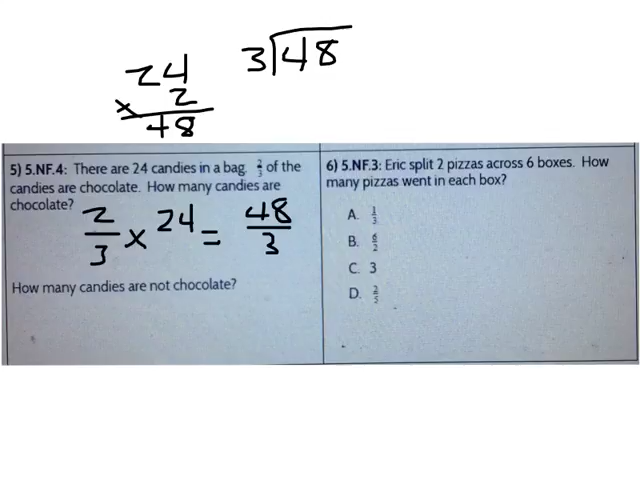 24
× 2
48
3)48
5) 5.NF.4: There are 24 candies in a bag. 2/3 of the
candies are chocolate. How many candies are
chocolate?
2/3 × 24 = 48/3
How many candies are not chocolate?
6) 5.NF.3: Eric split 2 pizzas across 6 boxes. How
many pizzas went in each box?
A. 1/3
B. 6/2
C. 3
D. 2/5